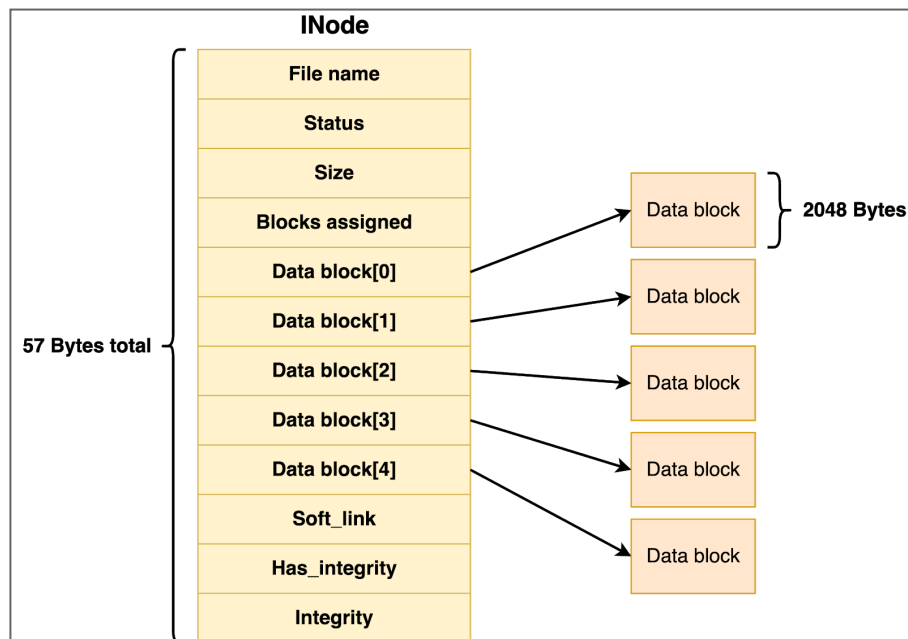 INode
File name
Status
Size
Blocks assigned
Data block[0]
Data block[1]
Data block[2]
Data block[3]
Data block[4]
Soft_link
Has_integrity
Integrity
57 Bytes total
Data block
Data block
Data block
Data block
Data block
2048 Bytes